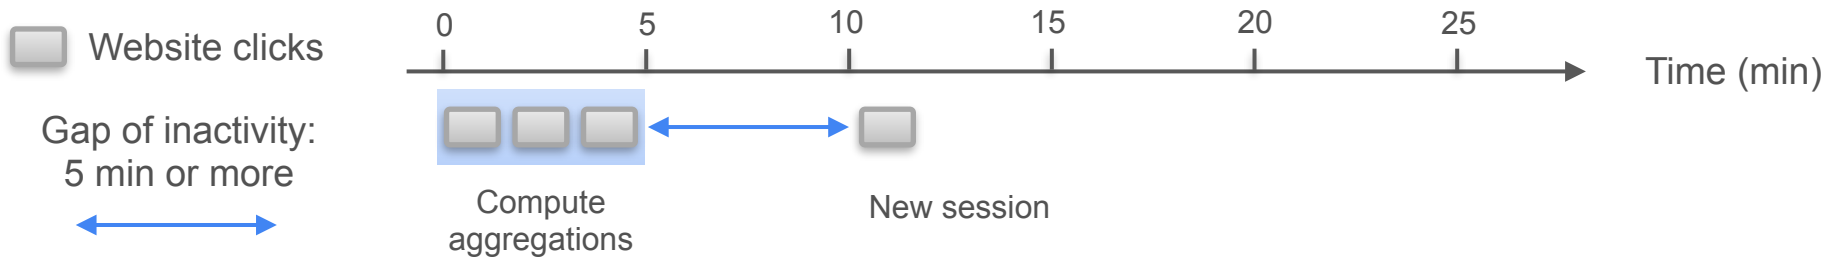 0 5 10 15 20 25
Website clicks
Time (min)
Gap of inactivity:
5 min or more
Compute
aggregations
New session